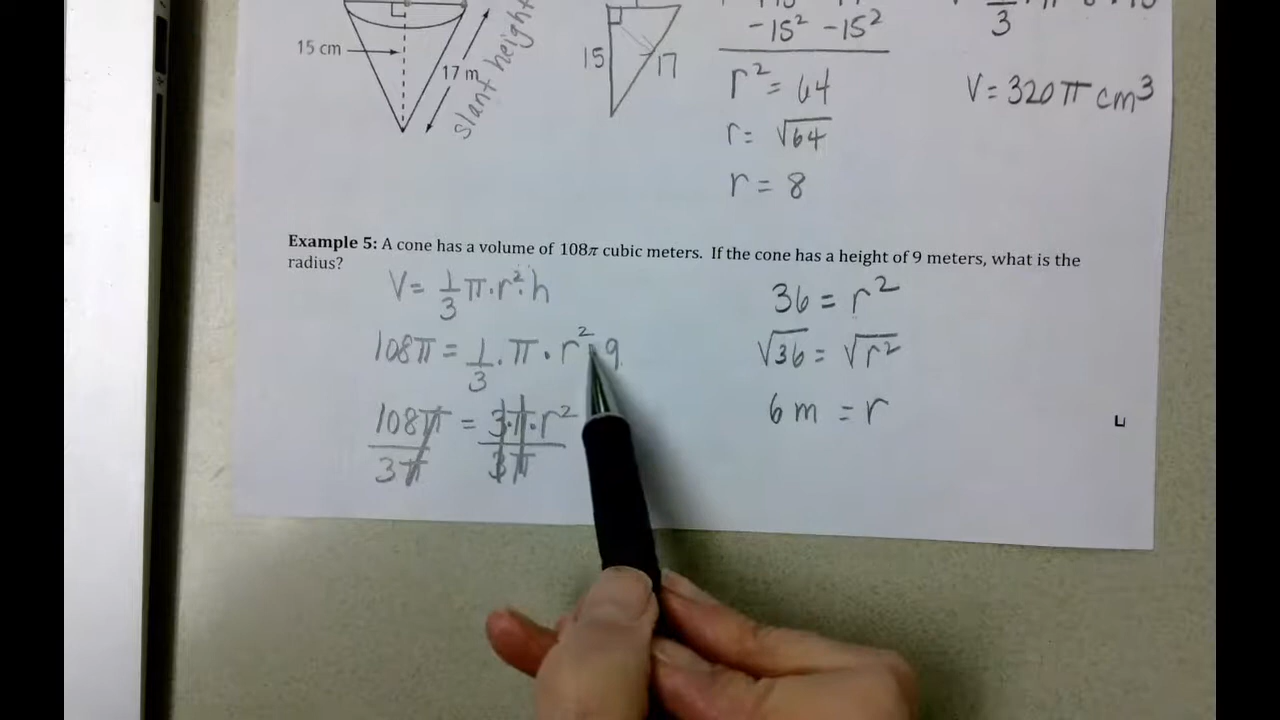 15 cm
17 m
slant height
15
17
-15² -15²
r² = 64
r = √64
r = 8
3
V = 320π cm³
Example 5: A cone has a volume of 108π cubic meters. If the cone has a height of 9 meters, what is the
radius?
V = 1/3 π·r²·h
108π = 1/3 · π · r² · 9
108π/3π = 3·π·r²/3π
36 = r²
√36 = √r²
6 m = r